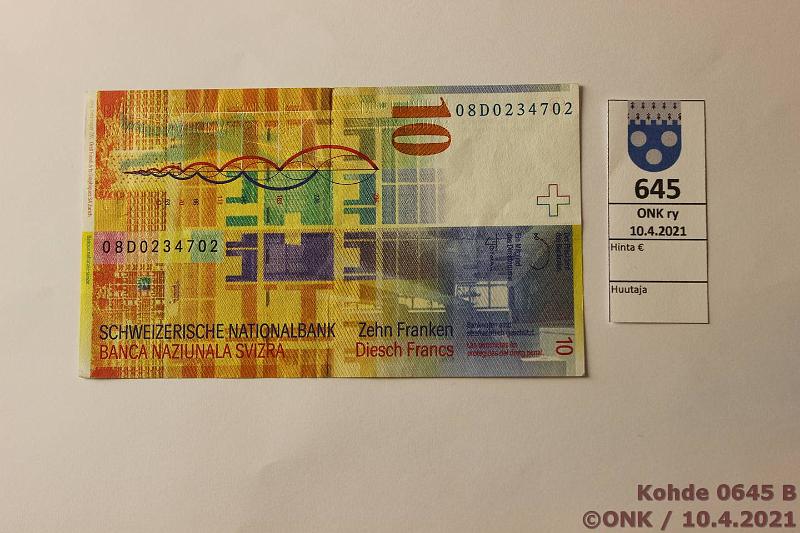 10
08D0234702
08D0234702
SCHWEIZERISCHE NATIONALBANK
BANCA NAZIUNALA SVIZRA
Zehn Franken
Diesch Francs
10
645
ONK ry
10.4.2021
Hinta €
Huutaja
Kohde 0645 B
©ONK / 10.4.2021